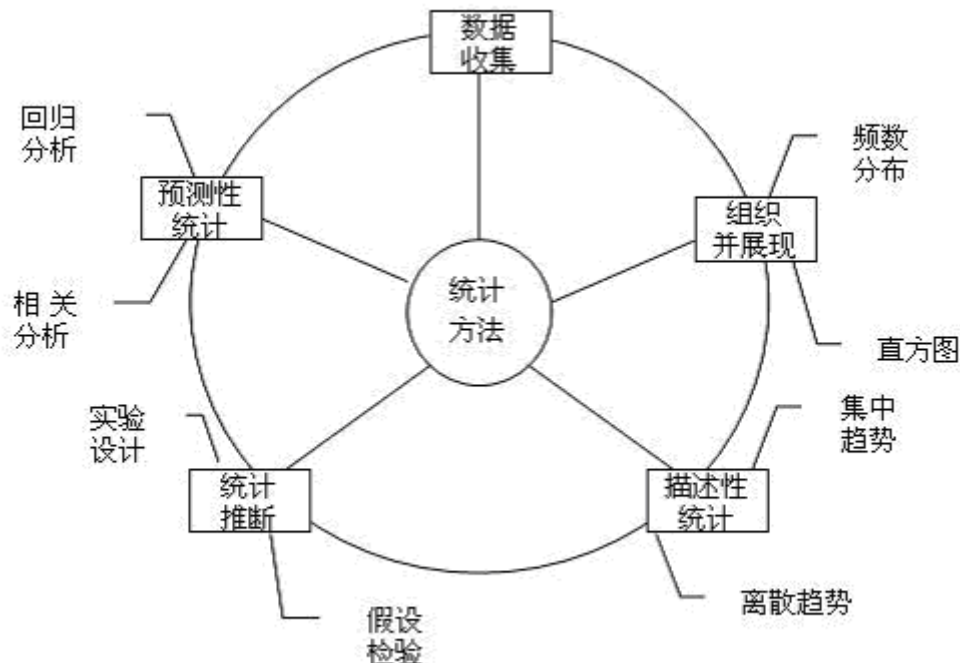 数据
收集
回归
分析
频数
分布
预测性
统计
组织
并展现
统计
方法
相 关
分析
直方图
实验
设计
集中
趋势
统计
推断
描述性
统计
离散趋势
假设
检验